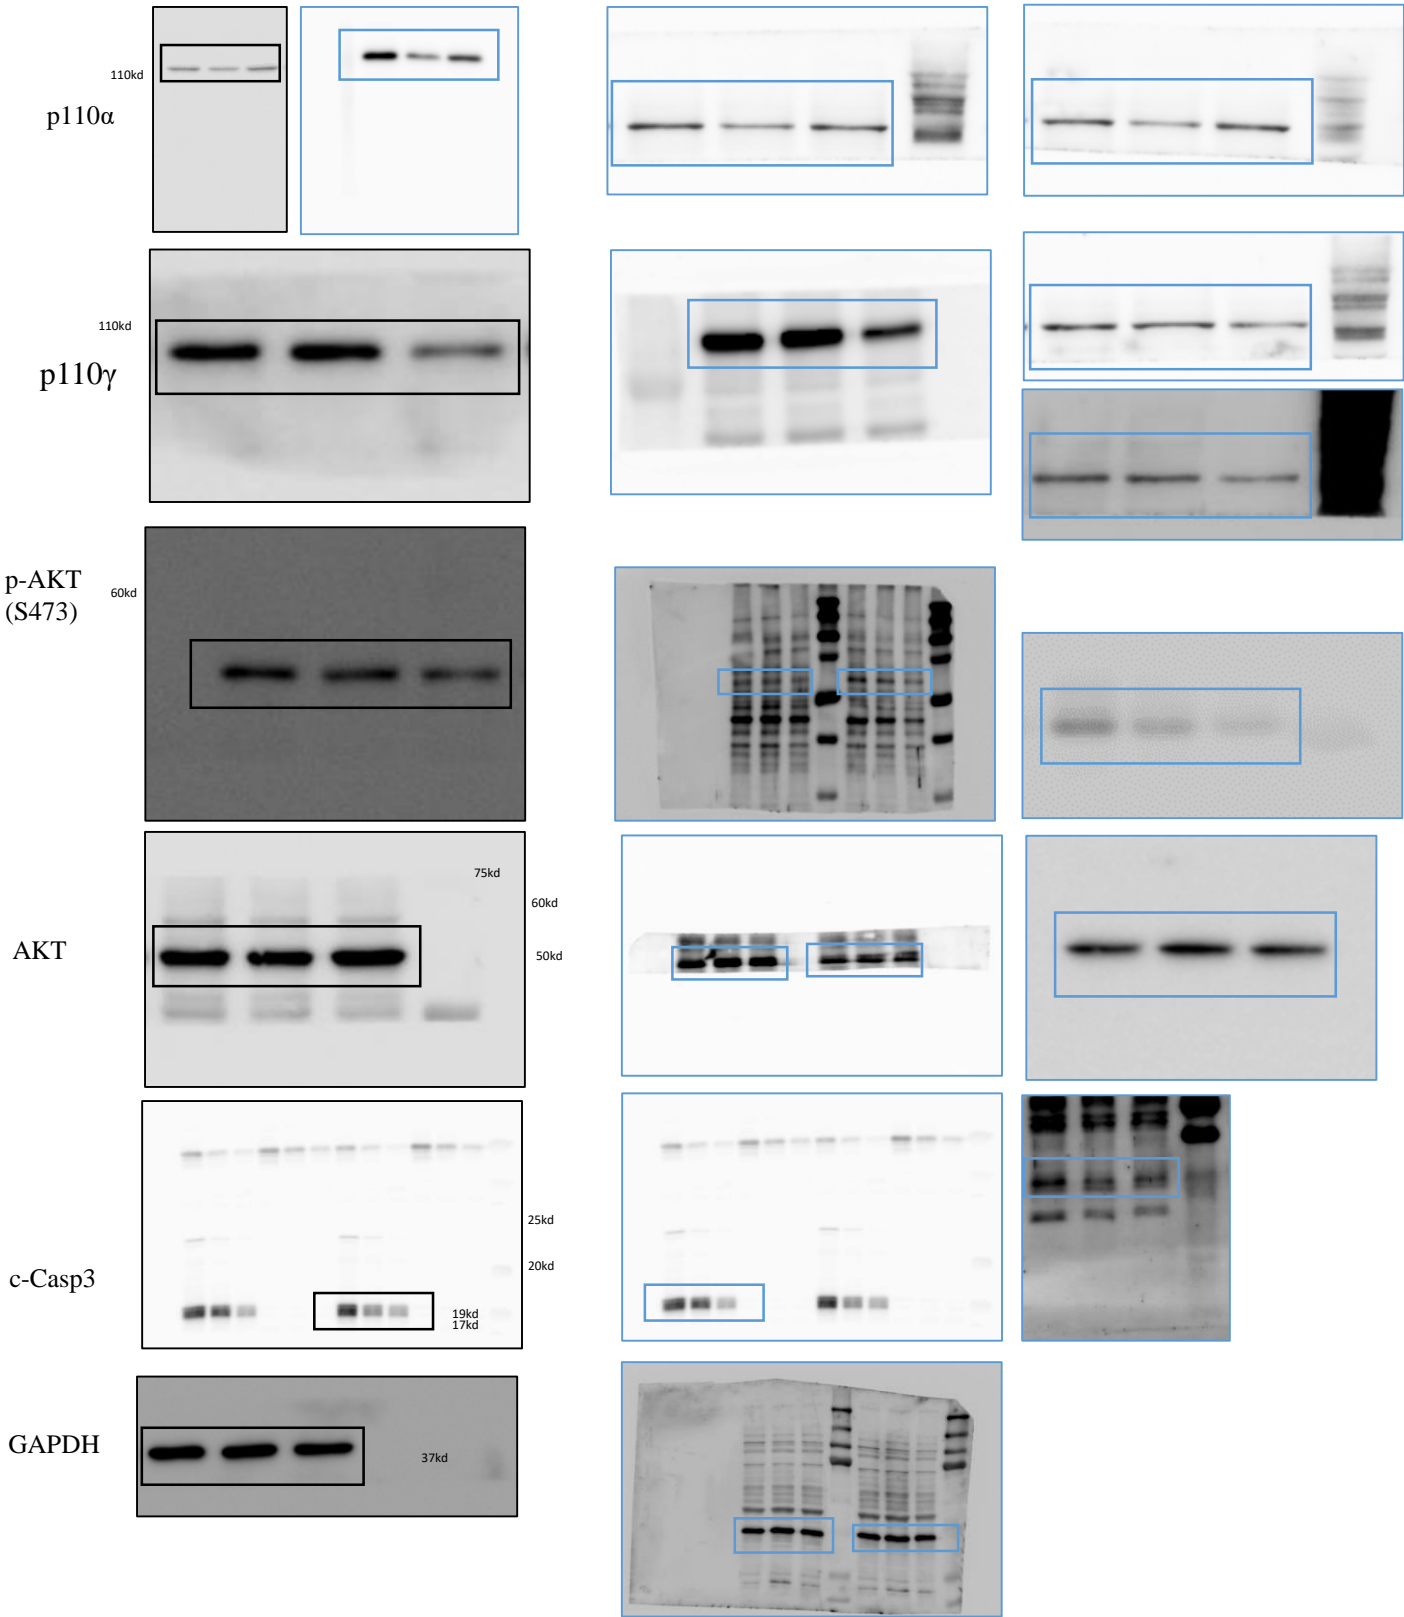 110kd
p110α
110kd
p110γ
p-AKT
(S473)
60kd
75kd
60kd
AKT
50kd
25kd
20kd
c-Casp3
19kd
17kd
GAPDH
37kd